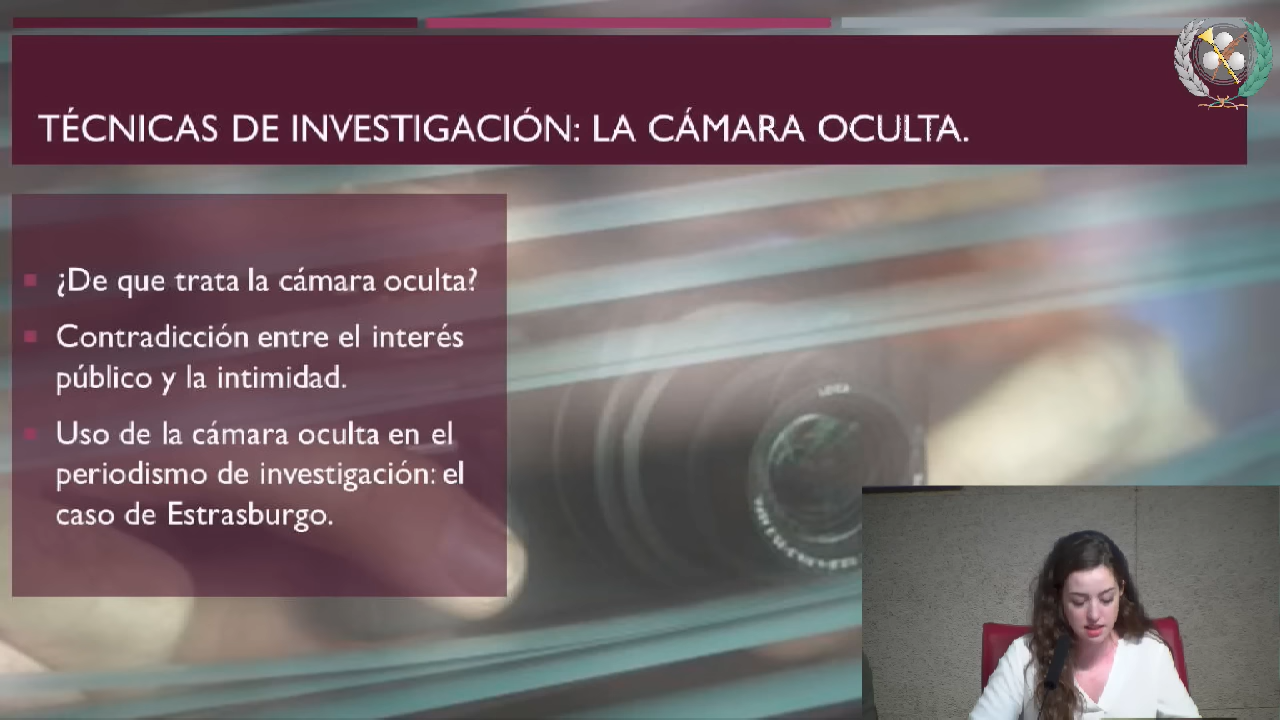 TÉCNICAS DE INVESTIGACIÓN: LA CÁMARA OCULTA.
¿De que trata la cámara oculta?
Contradicción entre el interés
público y la intimidad.
Uso de la cámara oculta en el
periodismo de investigación: el
caso de Estrasburgo.
LEICA